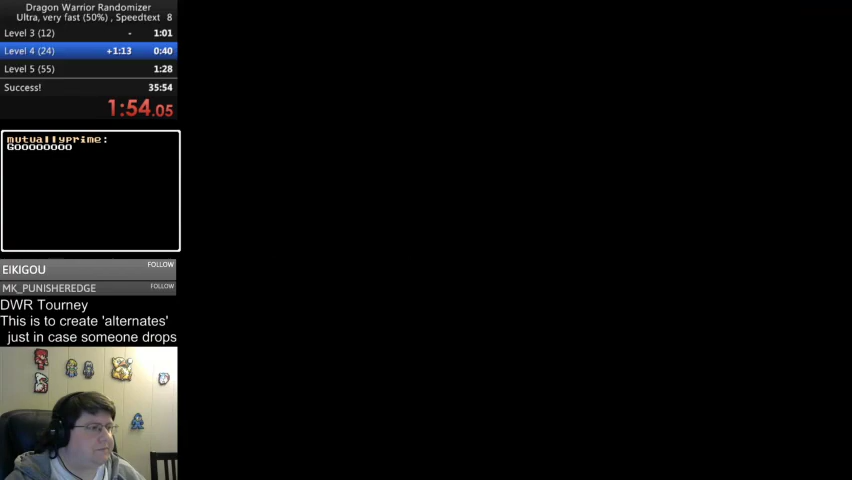 Dragon Warrior Randomizer
Ultra, very fast (50%) , Speedtext 8
Level 3 (12) - 1:01
Level 4 (24) +1:13 0:40
Level 5 (55) 1:28
Success! 35:54
1:54.05
mutuallyprime:
Goooooooo
EIKIGOU FOLLOW
MK_PUNISHEREDGE FOLLOW
DWR Tourney
This is to create 'alternates'
just in case someone drops